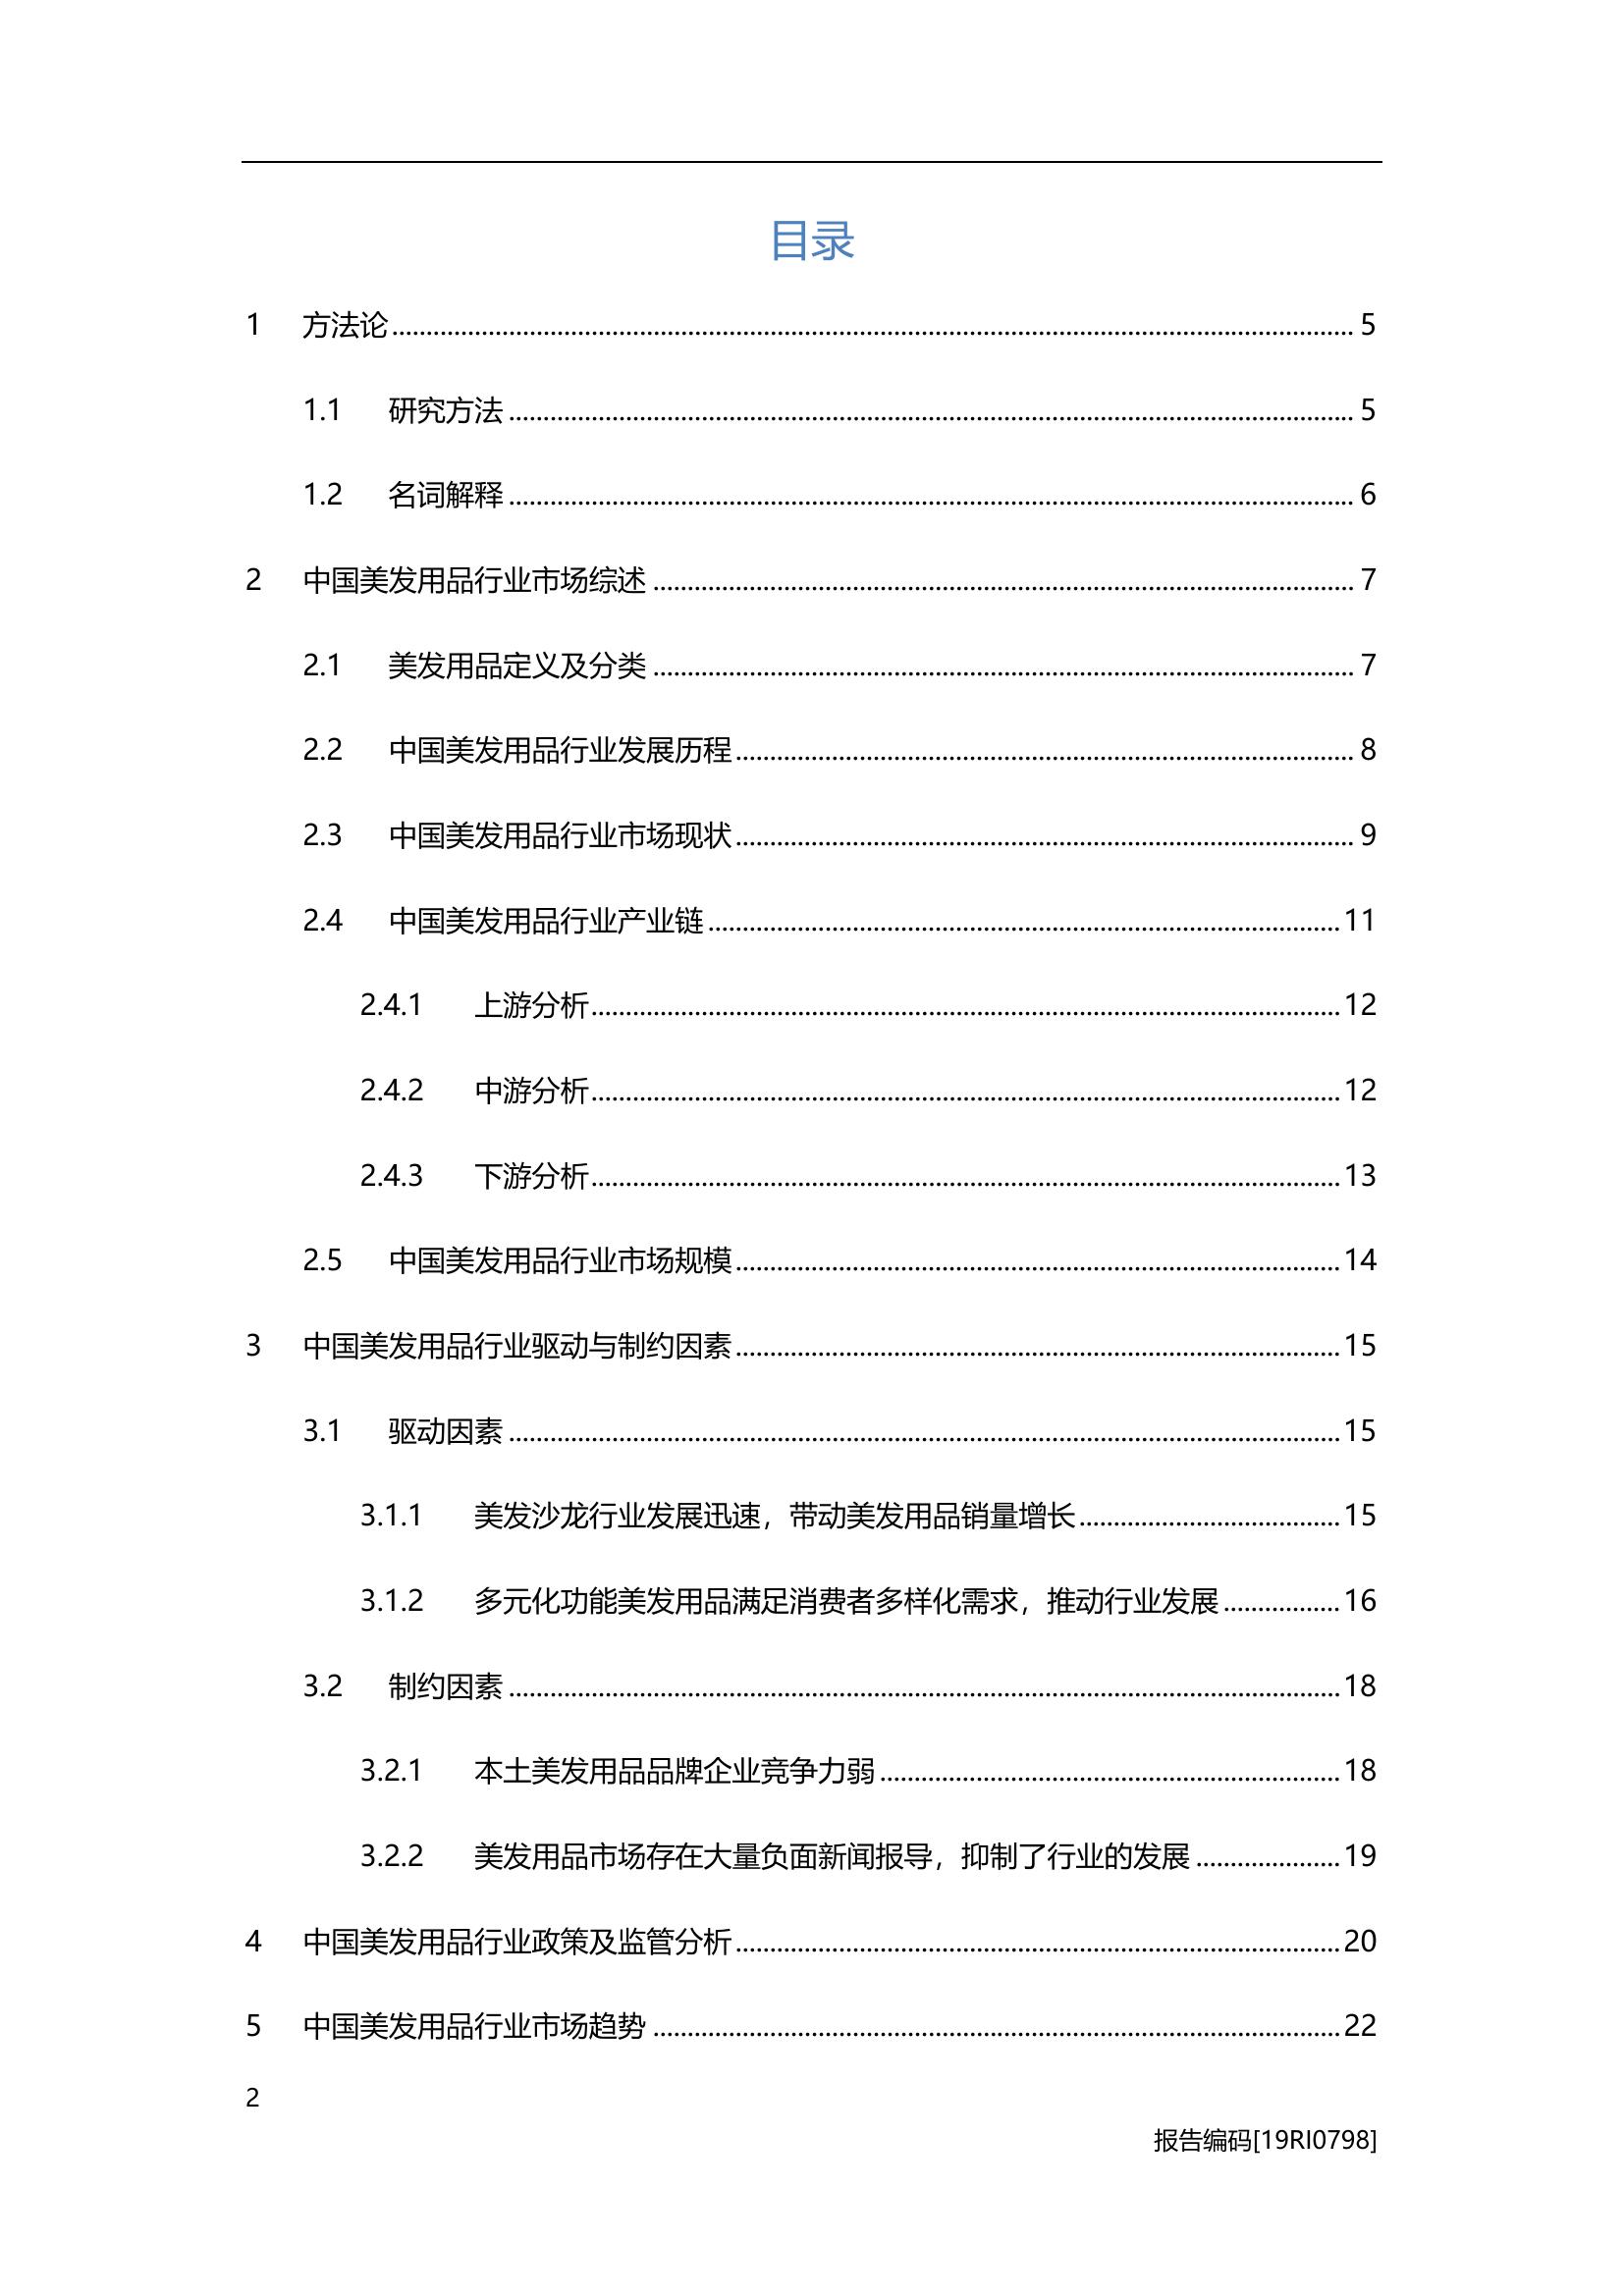 目录
1 方法论 5
1.1 研究方法 5
1.2 名词解释 6
2 中国美发用品行业市场综述 7
2.1 美发用品定义及分类 7
2.2 中国美发用品行业发展历程 8
2.3 中国美发用品行业市场现状 9
2.4 中国美发用品行业产业链 11
2.4.1 上游分析 12
2.4.2 中游分析 12
2.4.3 下游分析 13
2.5 中国美发用品行业市场规模 14
3 中国美发用品行业驱动与制约因素 15
3.1 驱动因素 15
3.1.1 美发沙龙行业发展迅速，带动美发用品销量增长 15
3.1.2 多元化功能美发用品满足消费者多样化需求，推动行业发展 16
3.2 制约因素 18
3.2.1 本土美发用品品牌企业竞争力弱 18
3.2.2 美发用品市场存在大量负面新闻报导，抑制了行业的发展 19
4 中国美发用品行业政策及监管分析 20
5 中国美发用品行业市场趋势 22
2
报告编码[19RI0798]